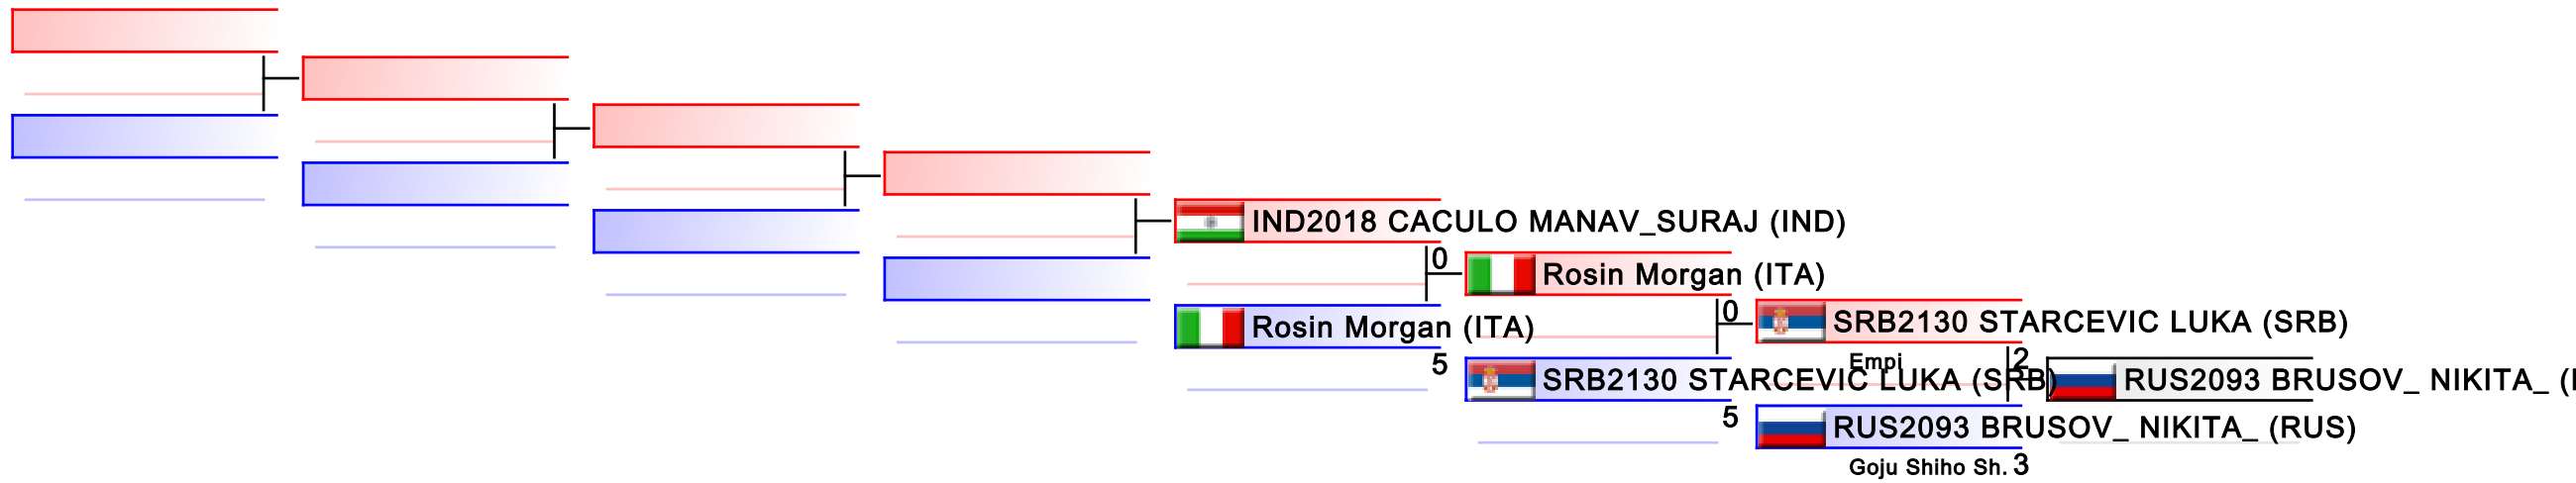 IND2018 CACULO MANAV_SURAJ (IND)
0
Rosin Morgan (ITA)
Rosin Morgan (ITA)
0
SRB2130 STARCEVIC LUKA (SRB)
5
Empi
2
SRB2130 STARCEVIC LUKA (SRB)
RUS2093 BRUSOV_ NIKITA_ (
5
RUS2093 BRUSOV_ NIKITA_ (RUS)
Goju Shiho Sh. 3